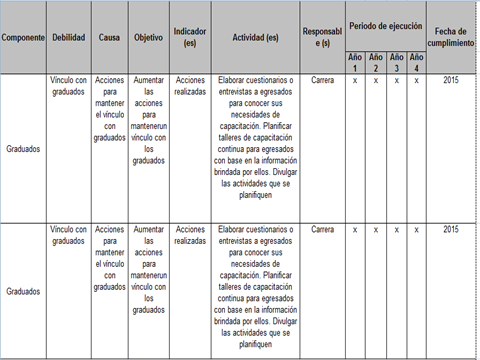 Componente Debilidad Causa Objetivo Indicador (es) Actividad (es) Responsable (s) Periodo de ejecución Fecha de cumplimiento
Año 1 Año 2 Año 3 Año 4
Graduados
Vínculo con
graduados
Acciones
para
mantener
el vínculo
con
graduados
Aumentar
las
acciones
para
mantenerun
vínculo con
los
graduados
Acciones
realizadas
Elaborar cuestionarios o
entrevistas a egresados
para conocer sus
necesidades de
capacitación. Planificar
talleres de capacitación
continua para egresados
con base en la información
brindada por ellos. Divulgar
las actividades que se
planifiquen
Carrera
x x x x
2015
Graduados
Vínculo con
graduados
Acciones
para
mantener
el vínculo
con
graduados
Aumentar
las
acciones
para
mantenerun
vínculo con
los
graduados
Acciones
realizadas
Elaborar cuestionarios o
entrevistas a egresados
para conocer sus
necesidades de
capacitación. Planificar
talleres de capacitación
continua para egresados
con base en la información
brindada por ellos. Divulgar
las actividades que se
planifiquen
Carrera
x x x x
2015